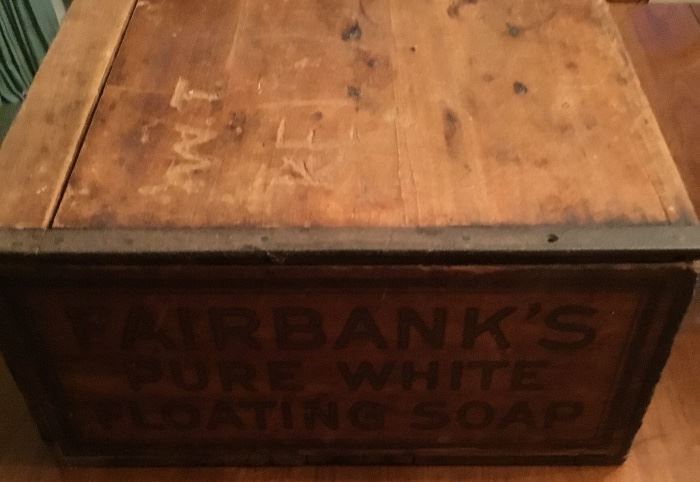 FAIRBANK'S
PURE WHITE
FLOATING SOAP